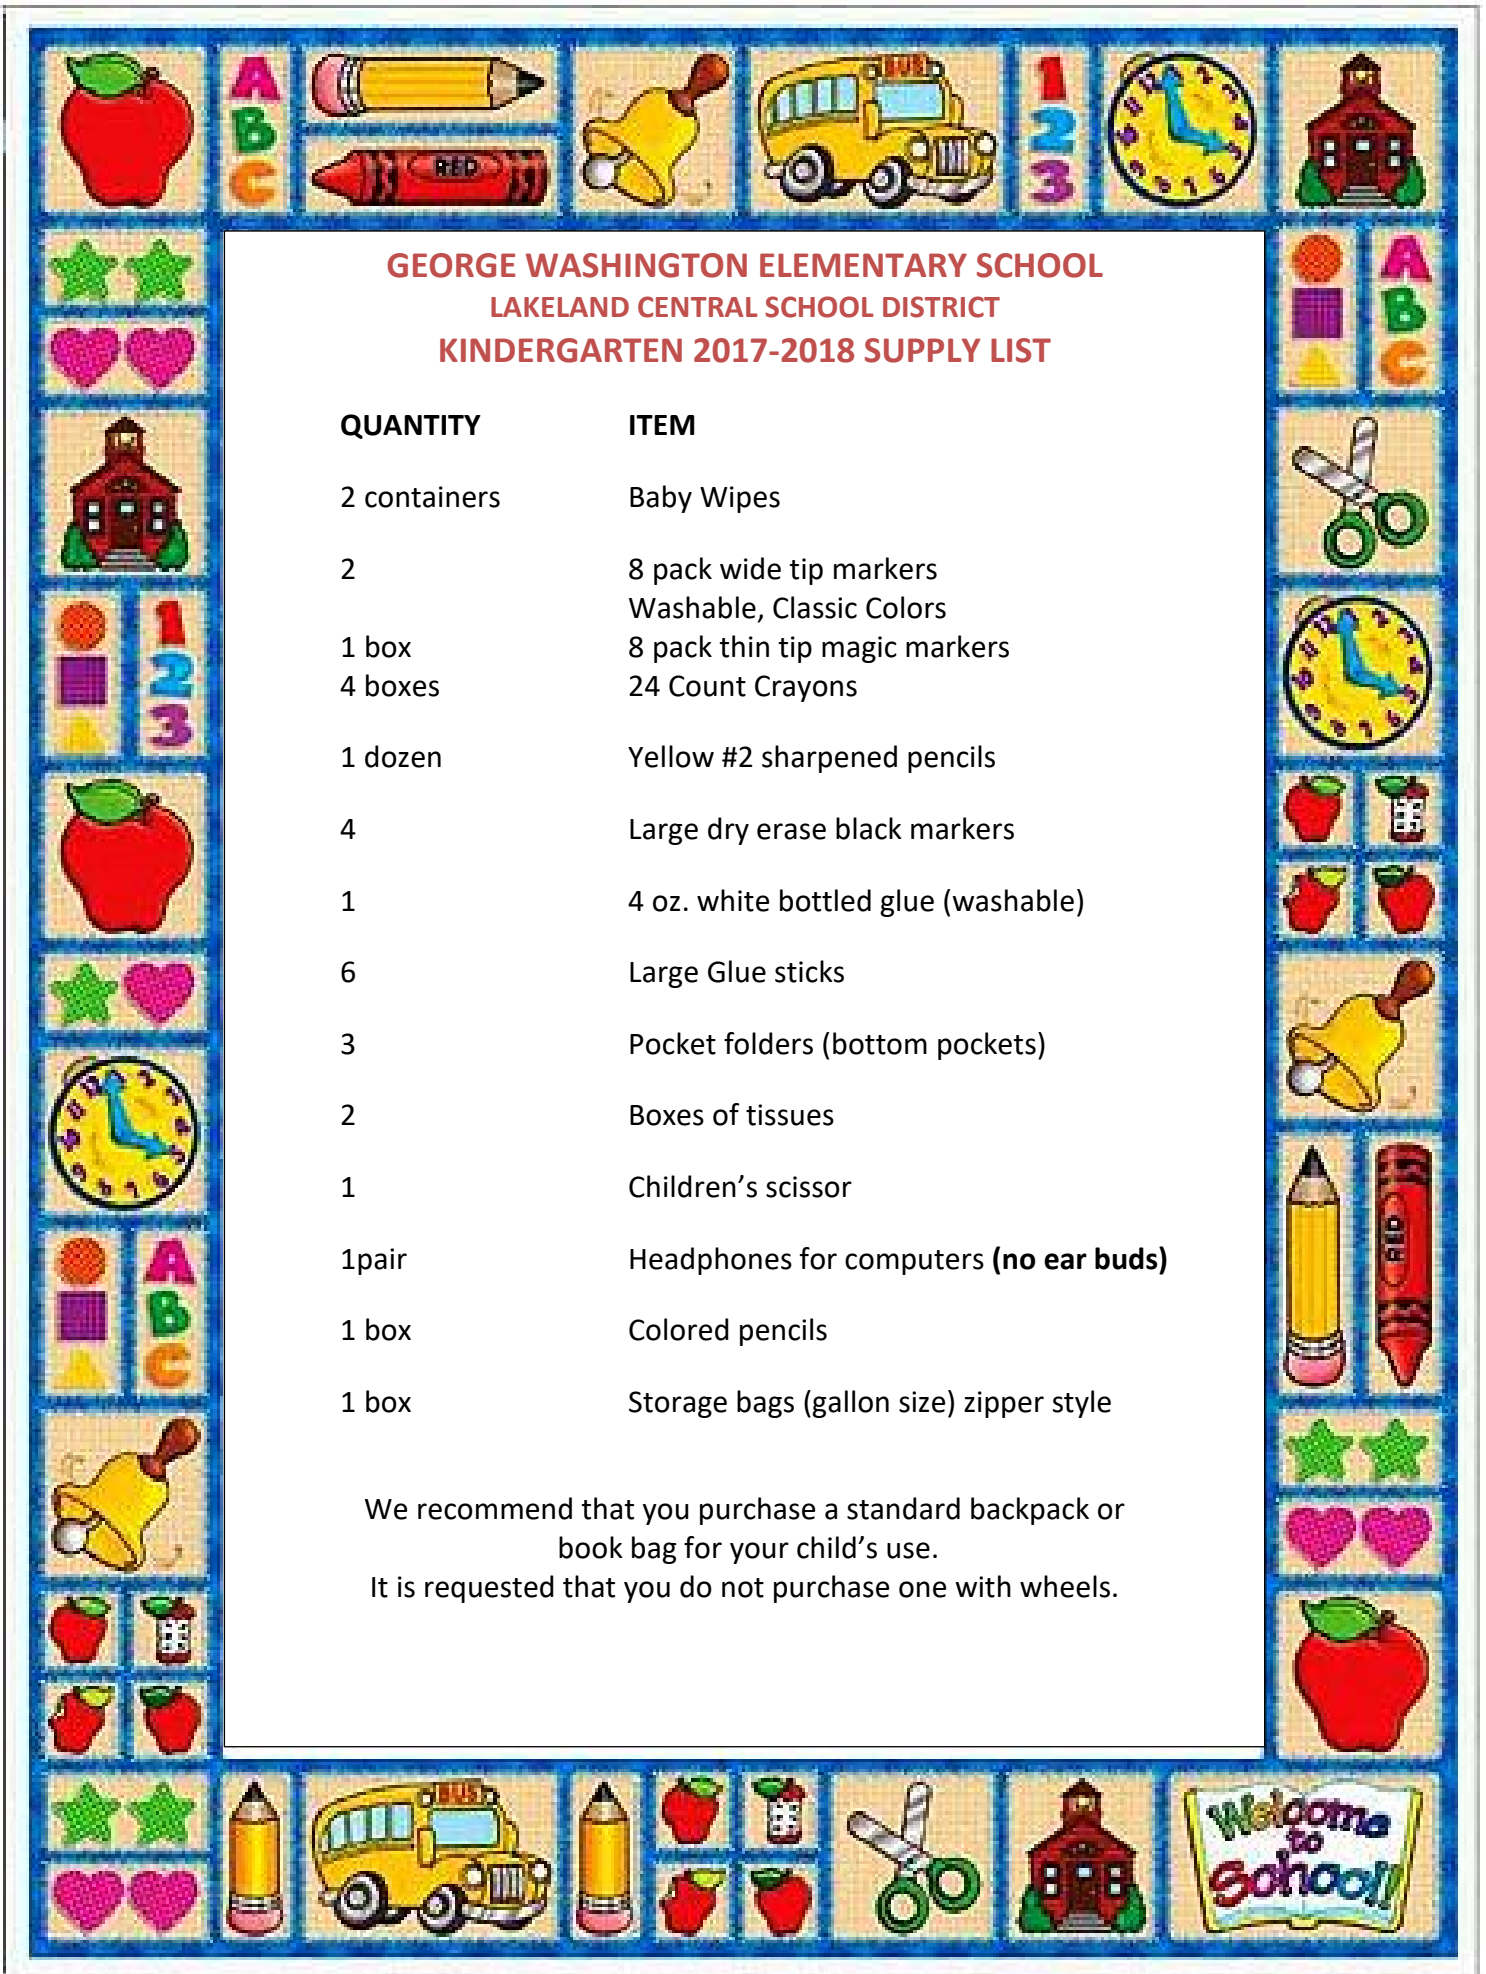 A
B
C
RED
BUS
1
2
3
A
B
C
GEORGE WASHINGTON ELEMENTARY SCHOOL
LAKELAND CENTRAL SCHOOL DISTRICT
KINDERGARTEN 2017-2018 SUPPLY LIST
QUANTITY ITEM
2 containers Baby Wipes
2 8 pack wide tip markers
Washable, Classic Colors
1 box 8 pack thin tip magic markers
4 boxes 24 Count Crayons
1 dozen Yellow #2 sharpened pencils
4 Large dry erase black markers
1 4 oz. white bottled glue (washable)
6 Large Glue sticks
3 Pocket folders (bottom pockets)
2 Boxes of tissues
1 Children’s scissor
1pair Headphones for computers (no ear buds)
1 box Colored pencils
1 box Storage bags (gallon size) zipper style
We recommend that you purchase a standard backpack or
book bag for your child’s use.
It is requested that you do not purchase one with wheels.
1
2
3
A
B
C
RED
BUS
Welcome
to
School!